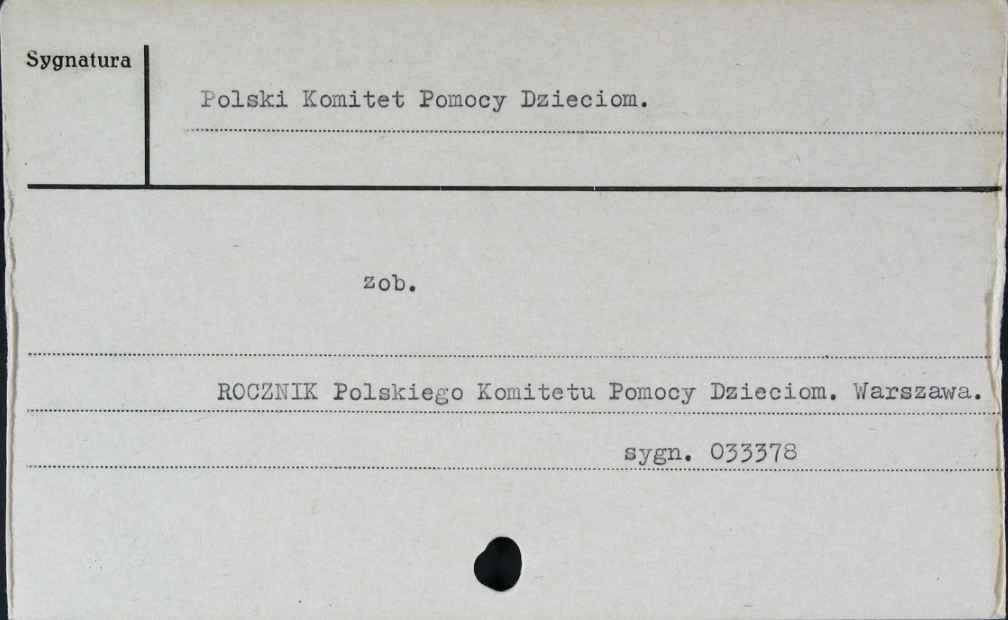 Sygnatura
Polski Komitet Pomocy Dzieciom.
zob.
ROCZNIK Polskiego Komitetu Pomocy Dzieciom. Warszawa.
sygn. 033378